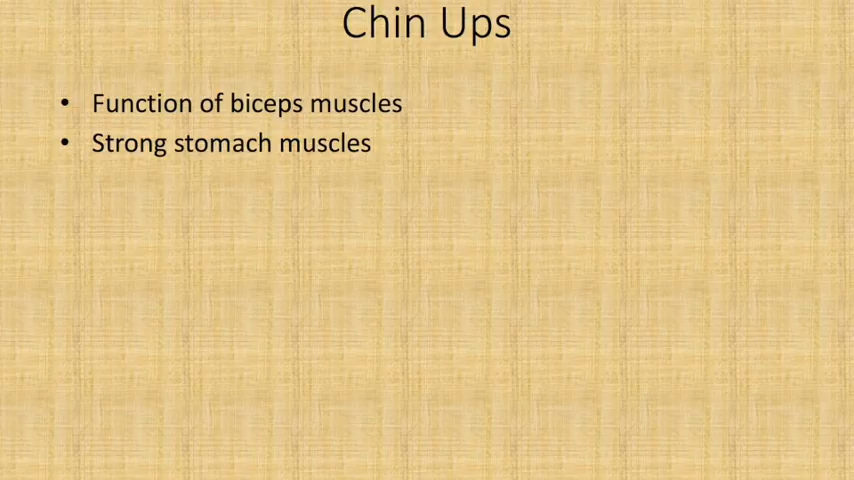 Chin Ups
• Function of biceps muscles
• Strong stomach muscles